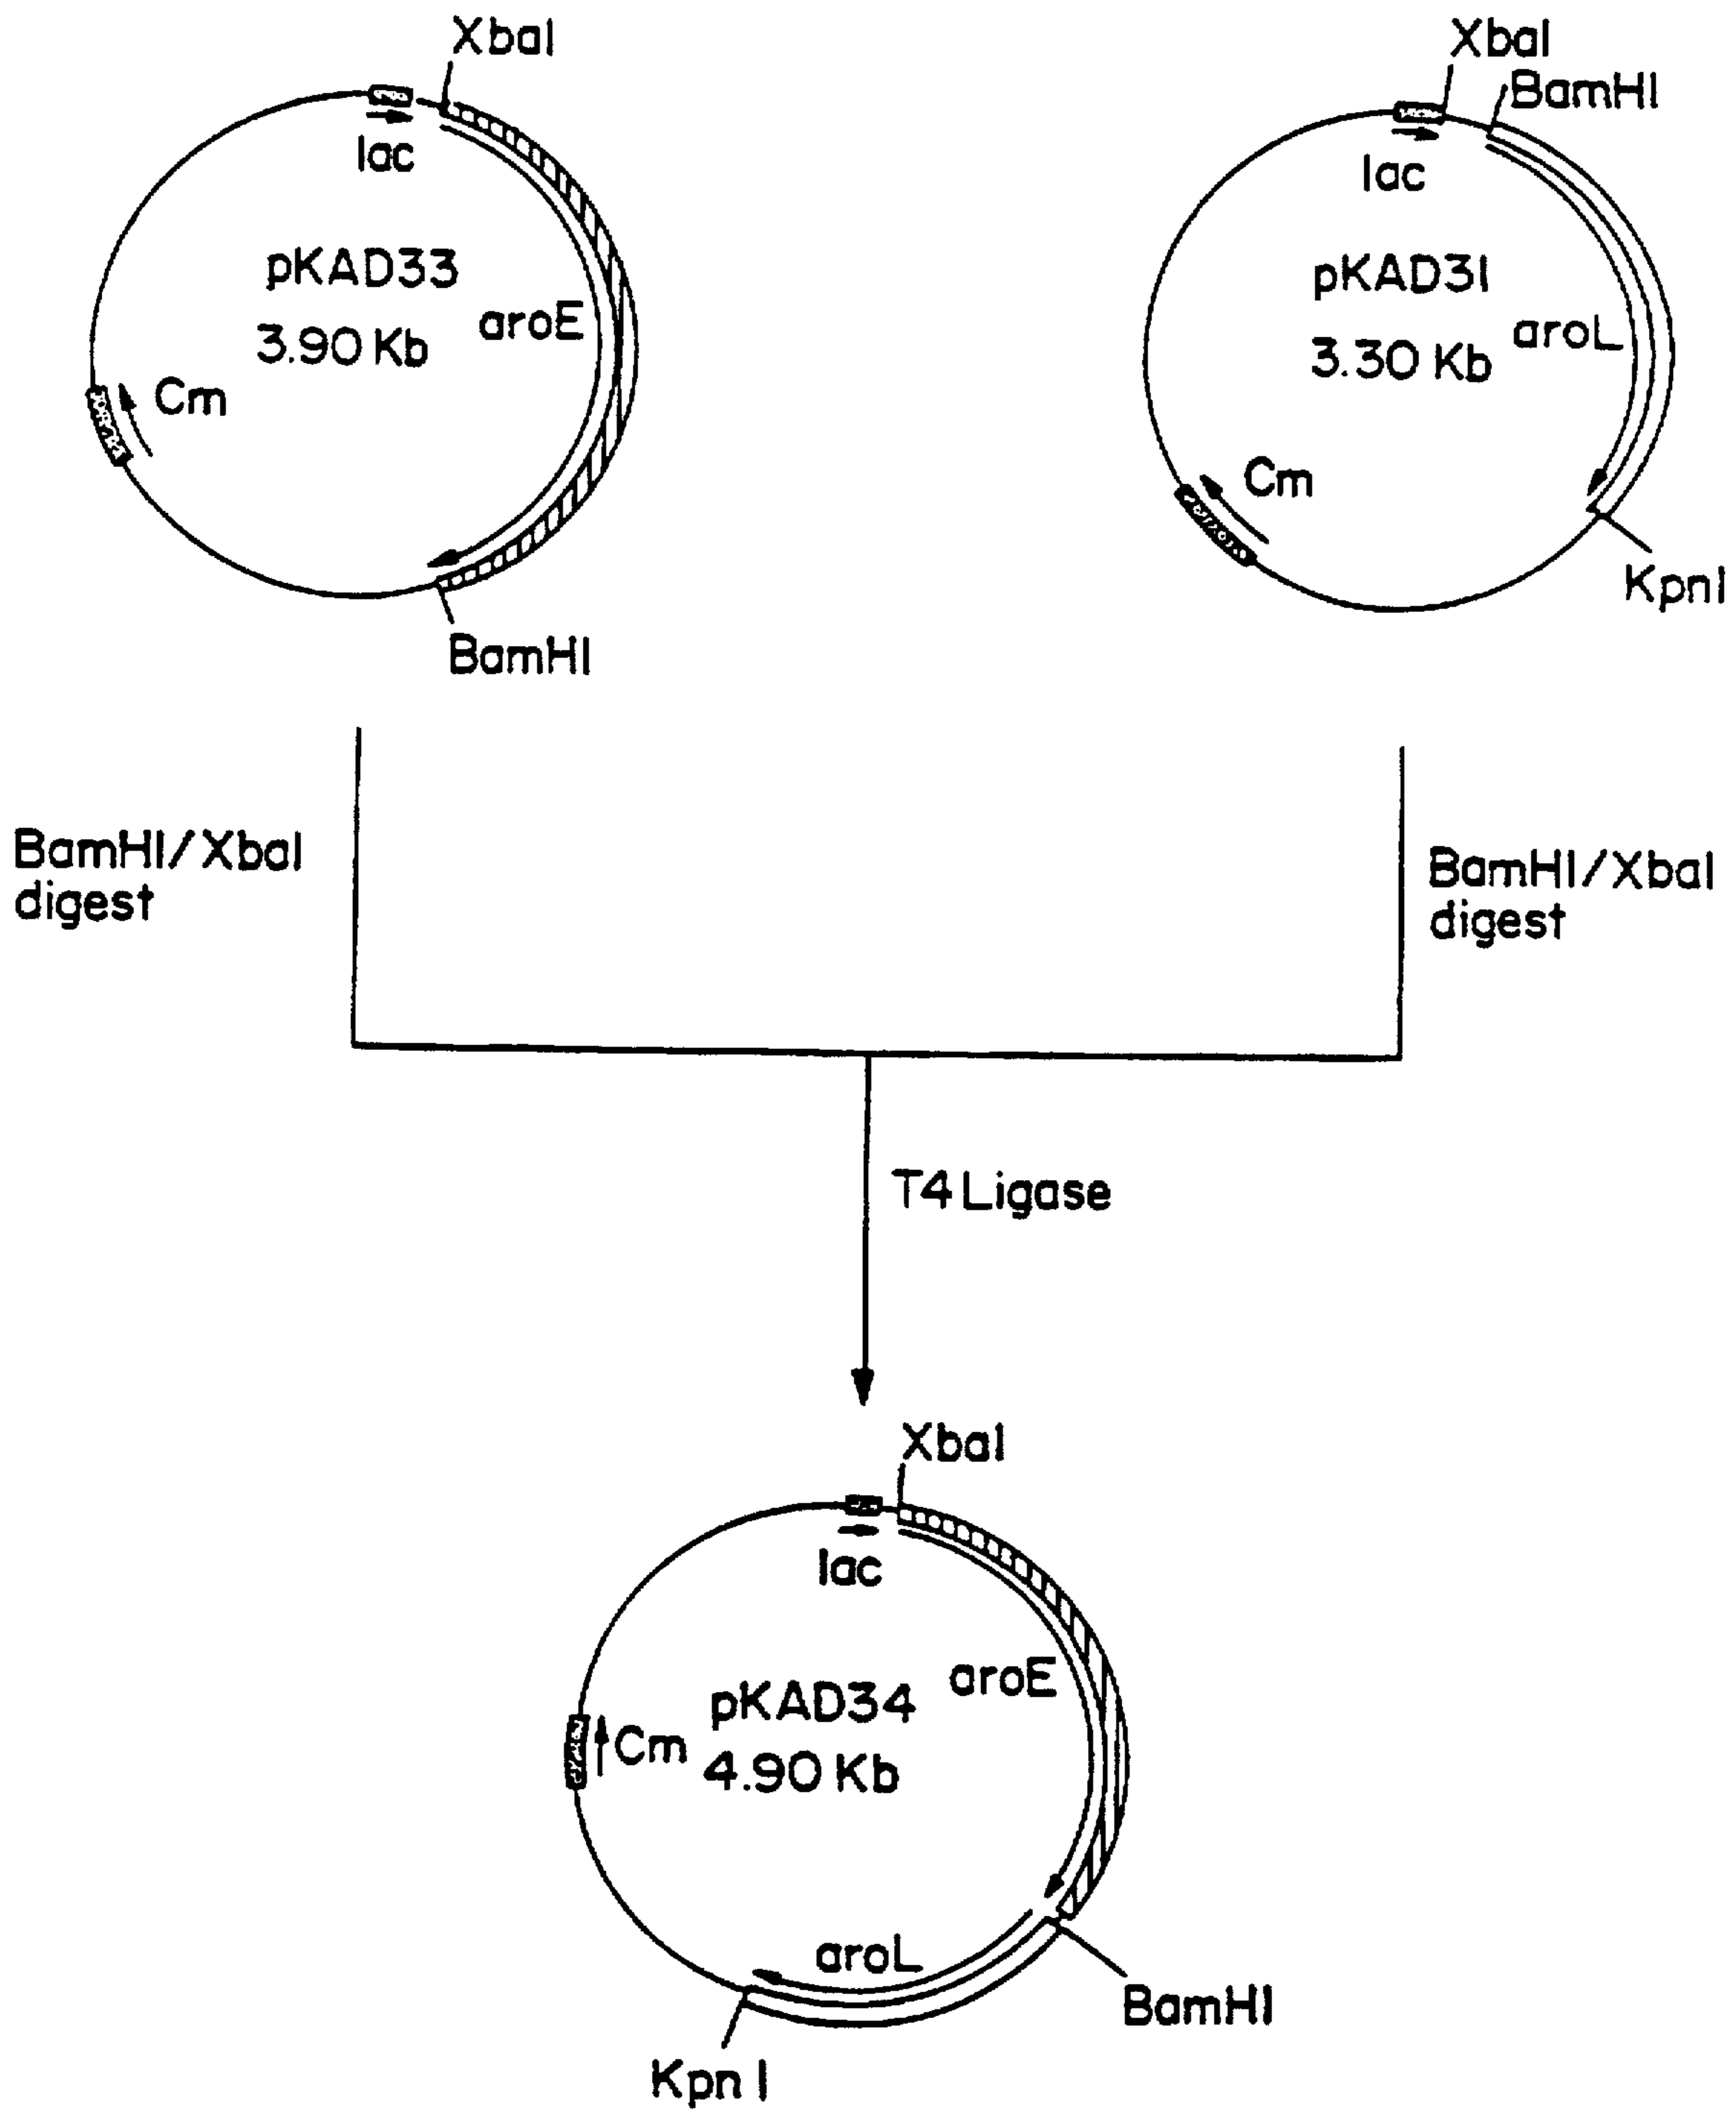 XbaI
lac
pKAD33
3.90 Kb
aroE
Cm
BamHI
XbaI
BamHI
lac
pKAD31
3.30 Kb
aroL
Cm
KpnI
BamHI/XbaI
digest
BamHI/XbaI
digest
T4 Ligase
XbaI
lac
aroE
pKAD34
4.90 Kb
Cm
aroL
BamHI
Kpn I